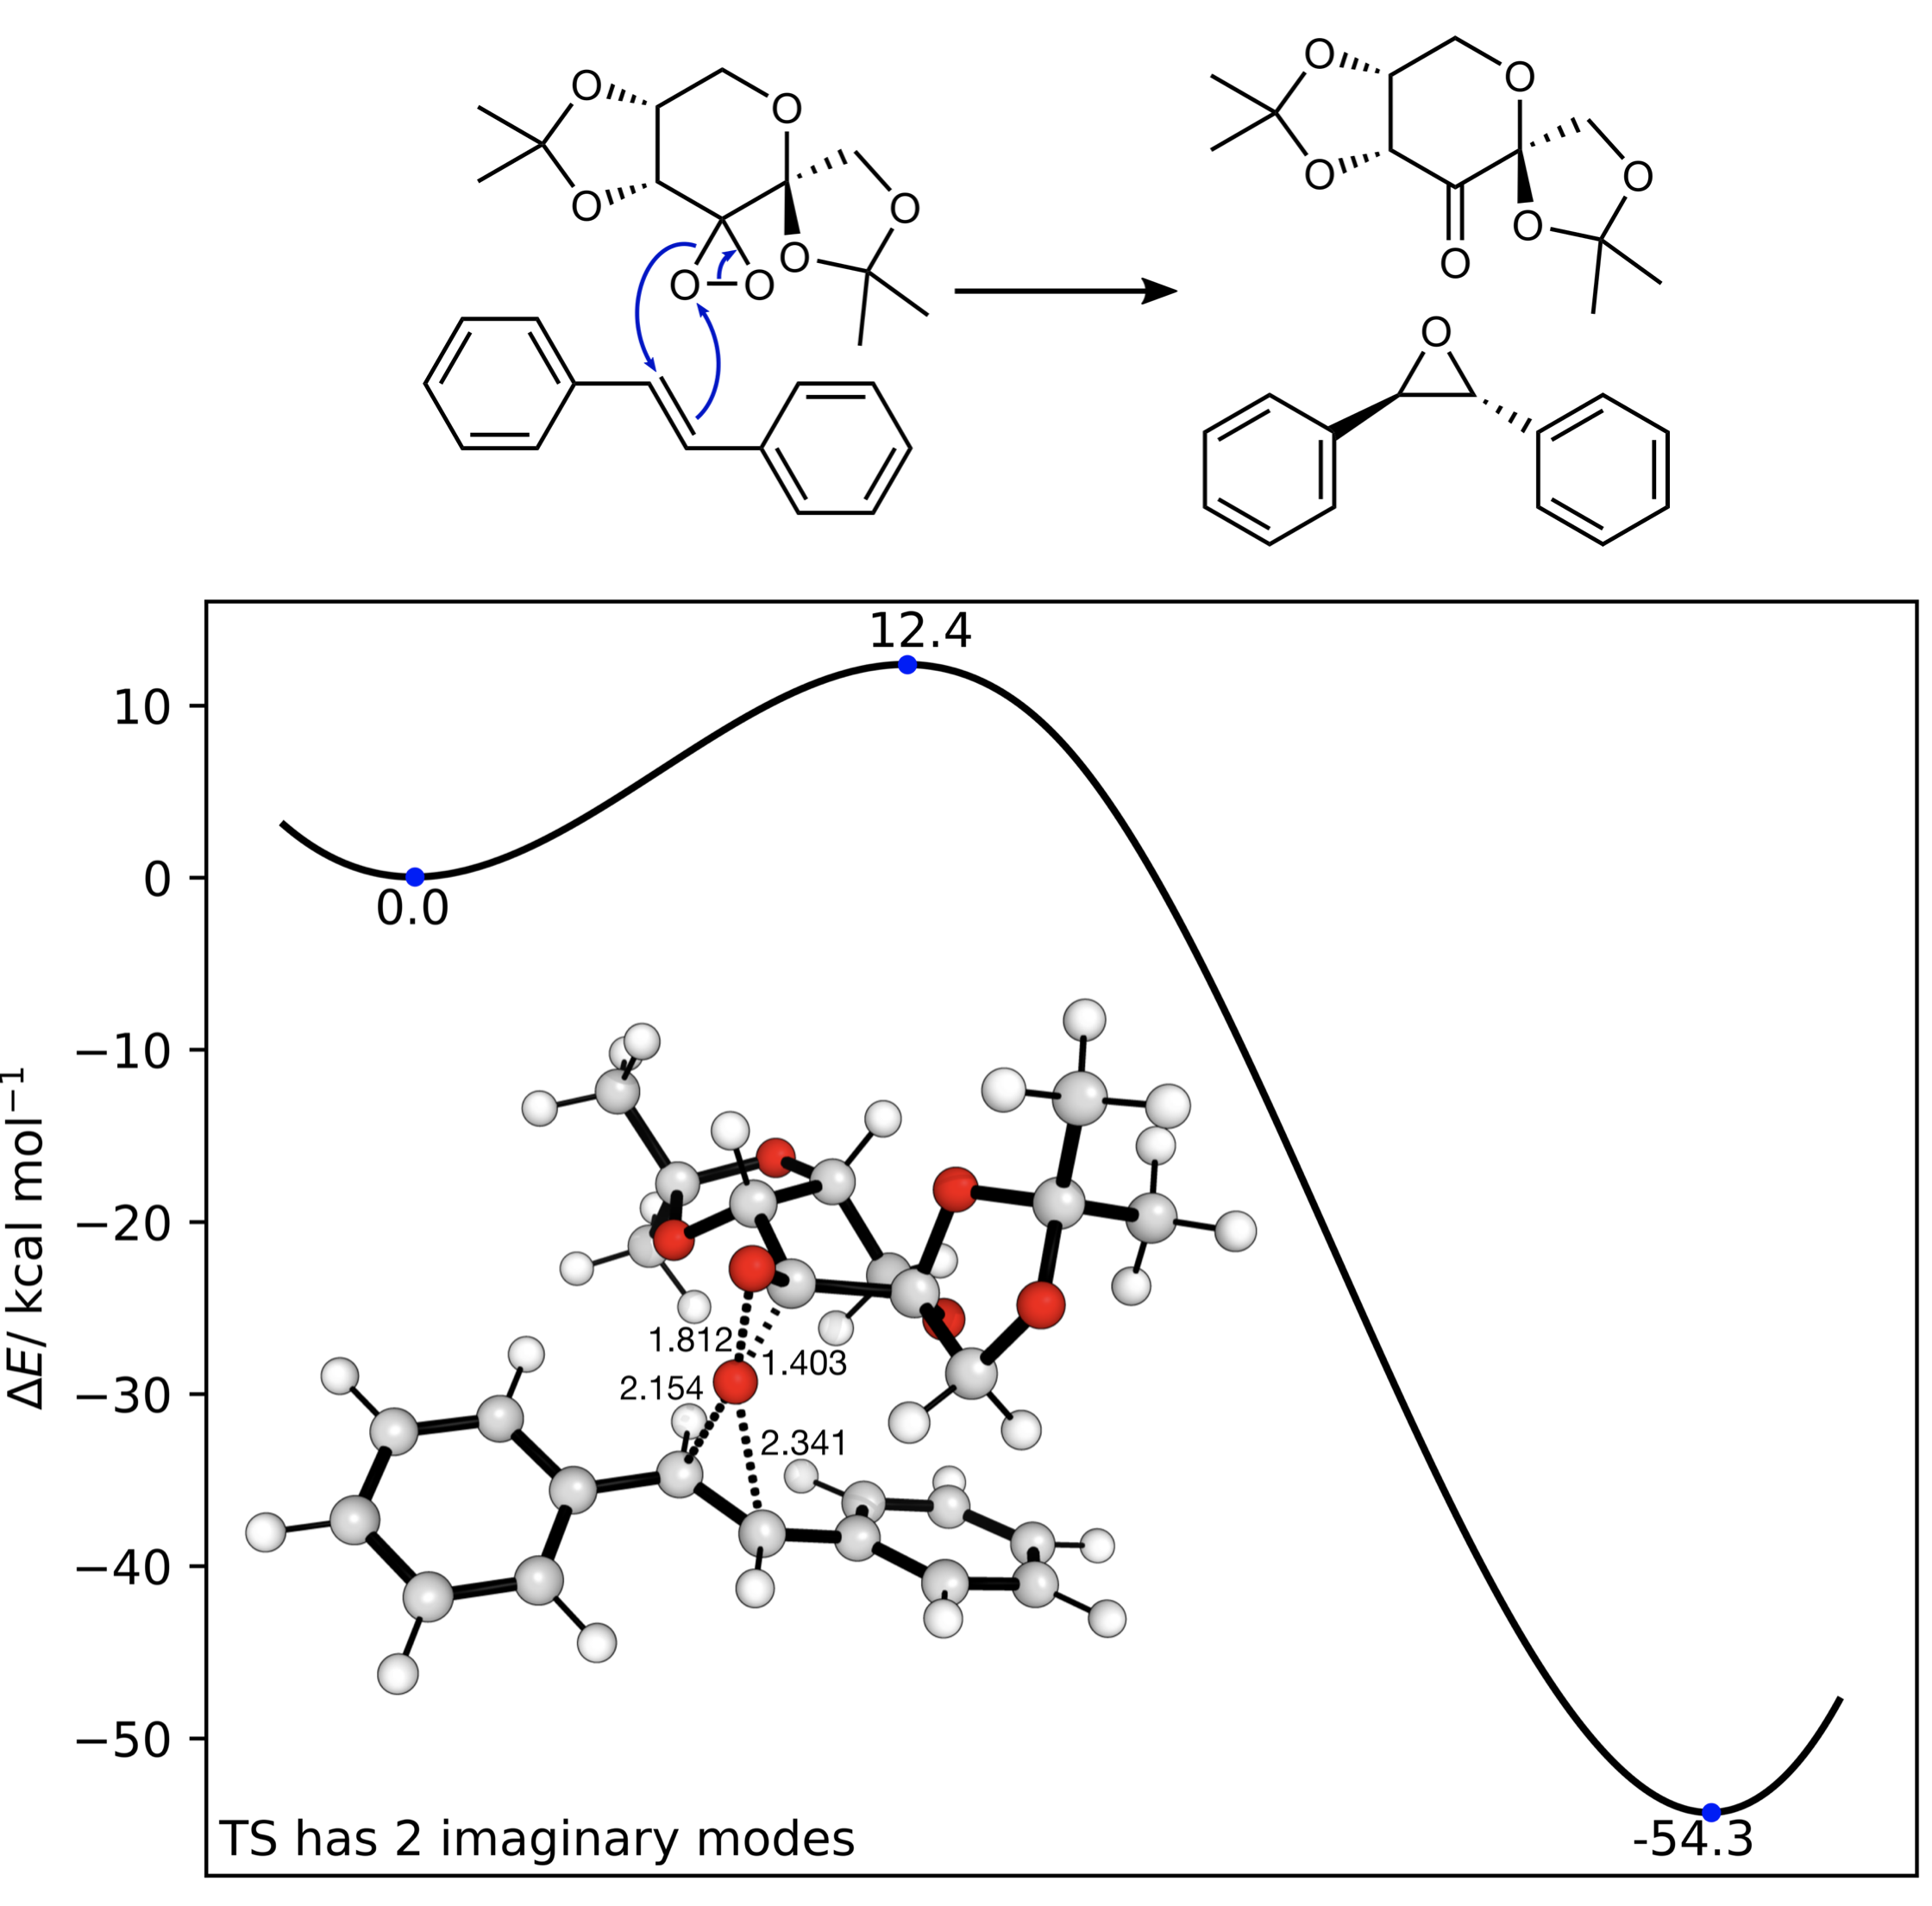 O
O
O
O
O
O
O
O
O
O
O
O
O
O
12.4
10
0
0.0
−10
−20
−30
−40
−50
ΔE/ kcal mol⁻¹
1.812
1.403
2.154
2.341
TS has 2 imaginary modes
-54.3